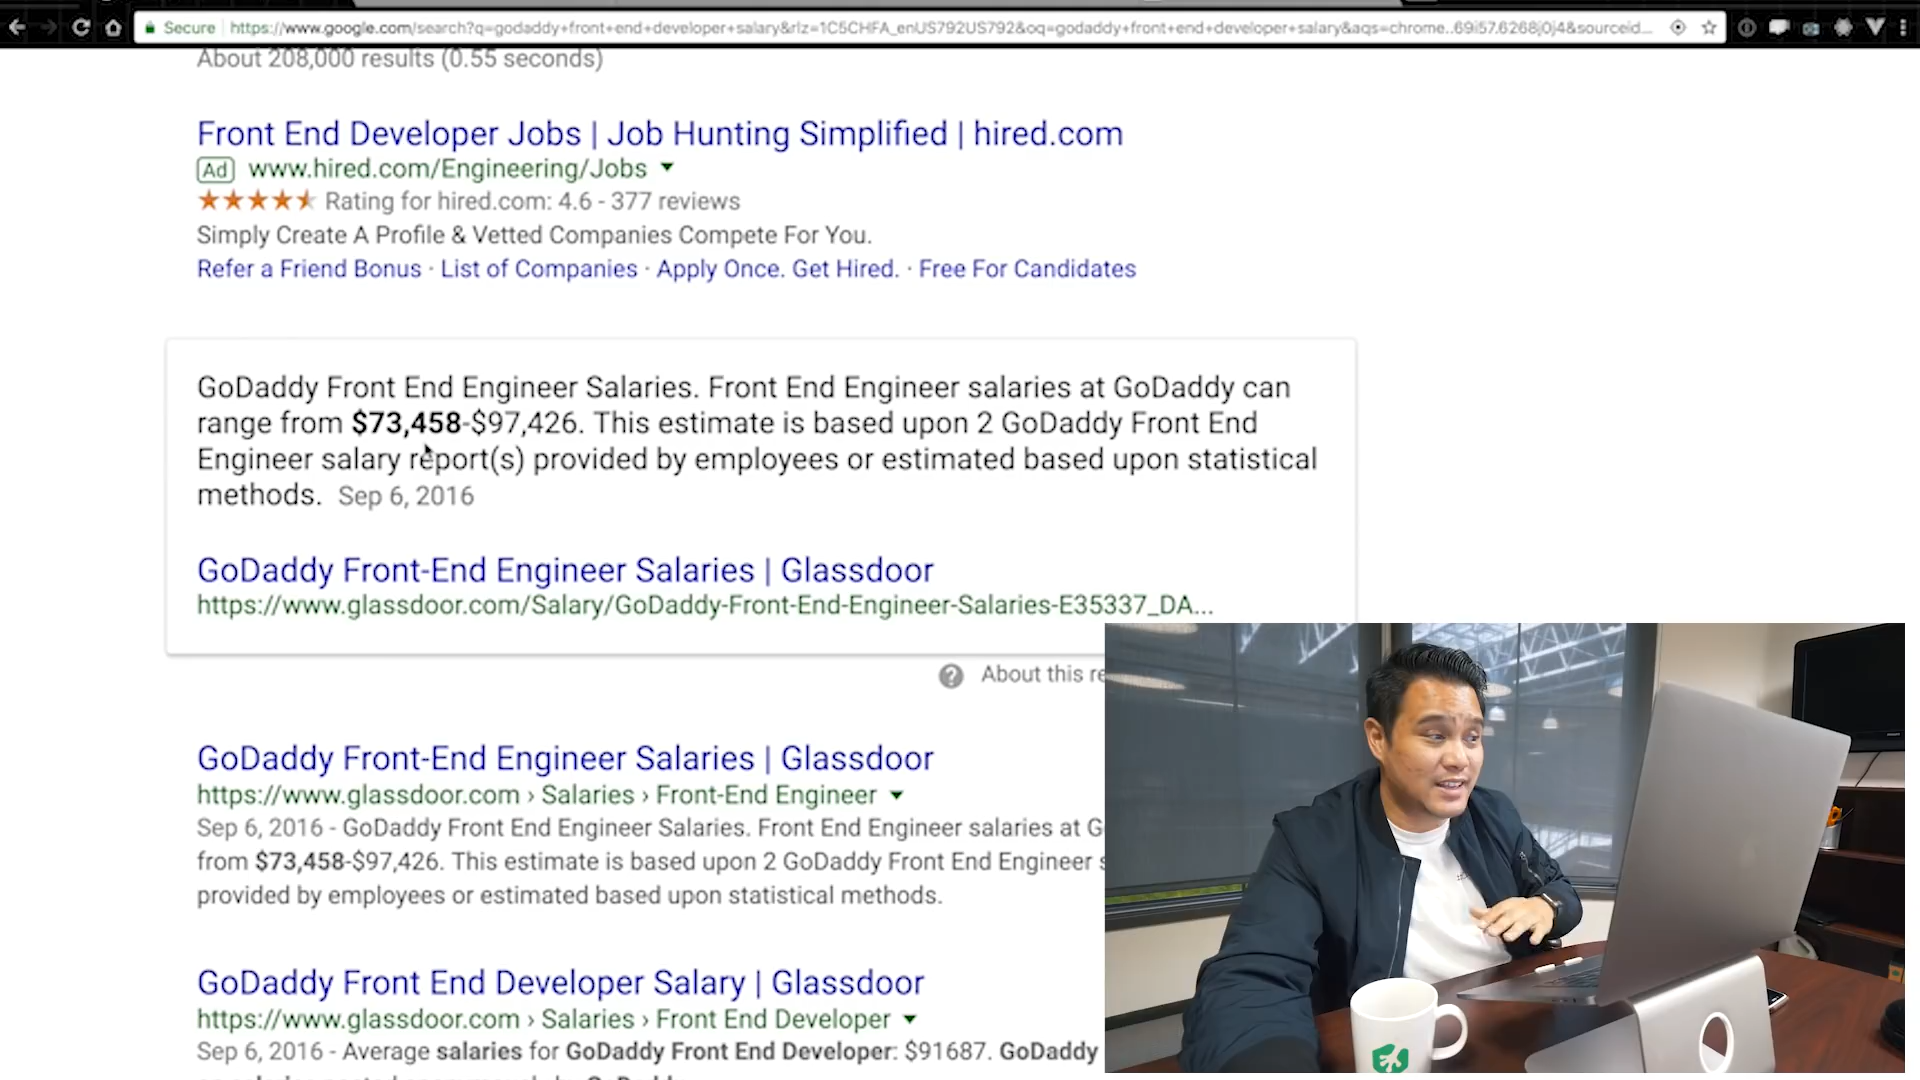 Secure https://www.google.com/search?q=godaddy+front+end+developer+salary&rlz=1C5CHFA_enUS792US792&oq=godaddy+front+end+developer+salary&aqs=chrome..69i57.6268j0j4&sourceid...
About 208,000 results (0.55 seconds)
Front End Developer Jobs | Job Hunting Simplified | hired.com
Ad www.hired.com/Engineering/Jobs
Rating for hired.com: 4.6 - 377 reviews
Simply Create A Profile & Vetted Companies Compete For You.
Refer a Friend Bonus · List of Companies · Apply Once. Get Hired. · Free For Candidates
GoDaddy Front End Engineer Salaries. Front End Engineer salaries at GoDaddy can
range from $73,458-$97,426. This estimate is based upon 2 GoDaddy Front End
Engineer salary report(s) provided by employees or estimated based upon statistical
methods. Sep 6, 2016
GoDaddy Front-End Engineer Salaries | Glassdoor
https://www.glassdoor.com/Salary/GoDaddy-Front-End-Engineer-Salaries-E35337_DA...
About this re
GoDaddy Front-End Engineer Salaries | Glassdoor
https://www.glassdoor.com › Salaries › Front-End Engineer
Sep 6, 2016 - GoDaddy Front End Engineer Salaries. Front End Engineer salaries at G
from $73,458-$97,426. This estimate is based upon 2 GoDaddy Front End Engineer s
provided by employees or estimated based upon statistical methods.
GoDaddy Front End Developer Salary | Glassdoor
https://www.glassdoor.com › Salaries › Front End Developer
Sep 6, 2016 - Average salaries for GoDaddy Front End Developer: $91687. GoDaddy